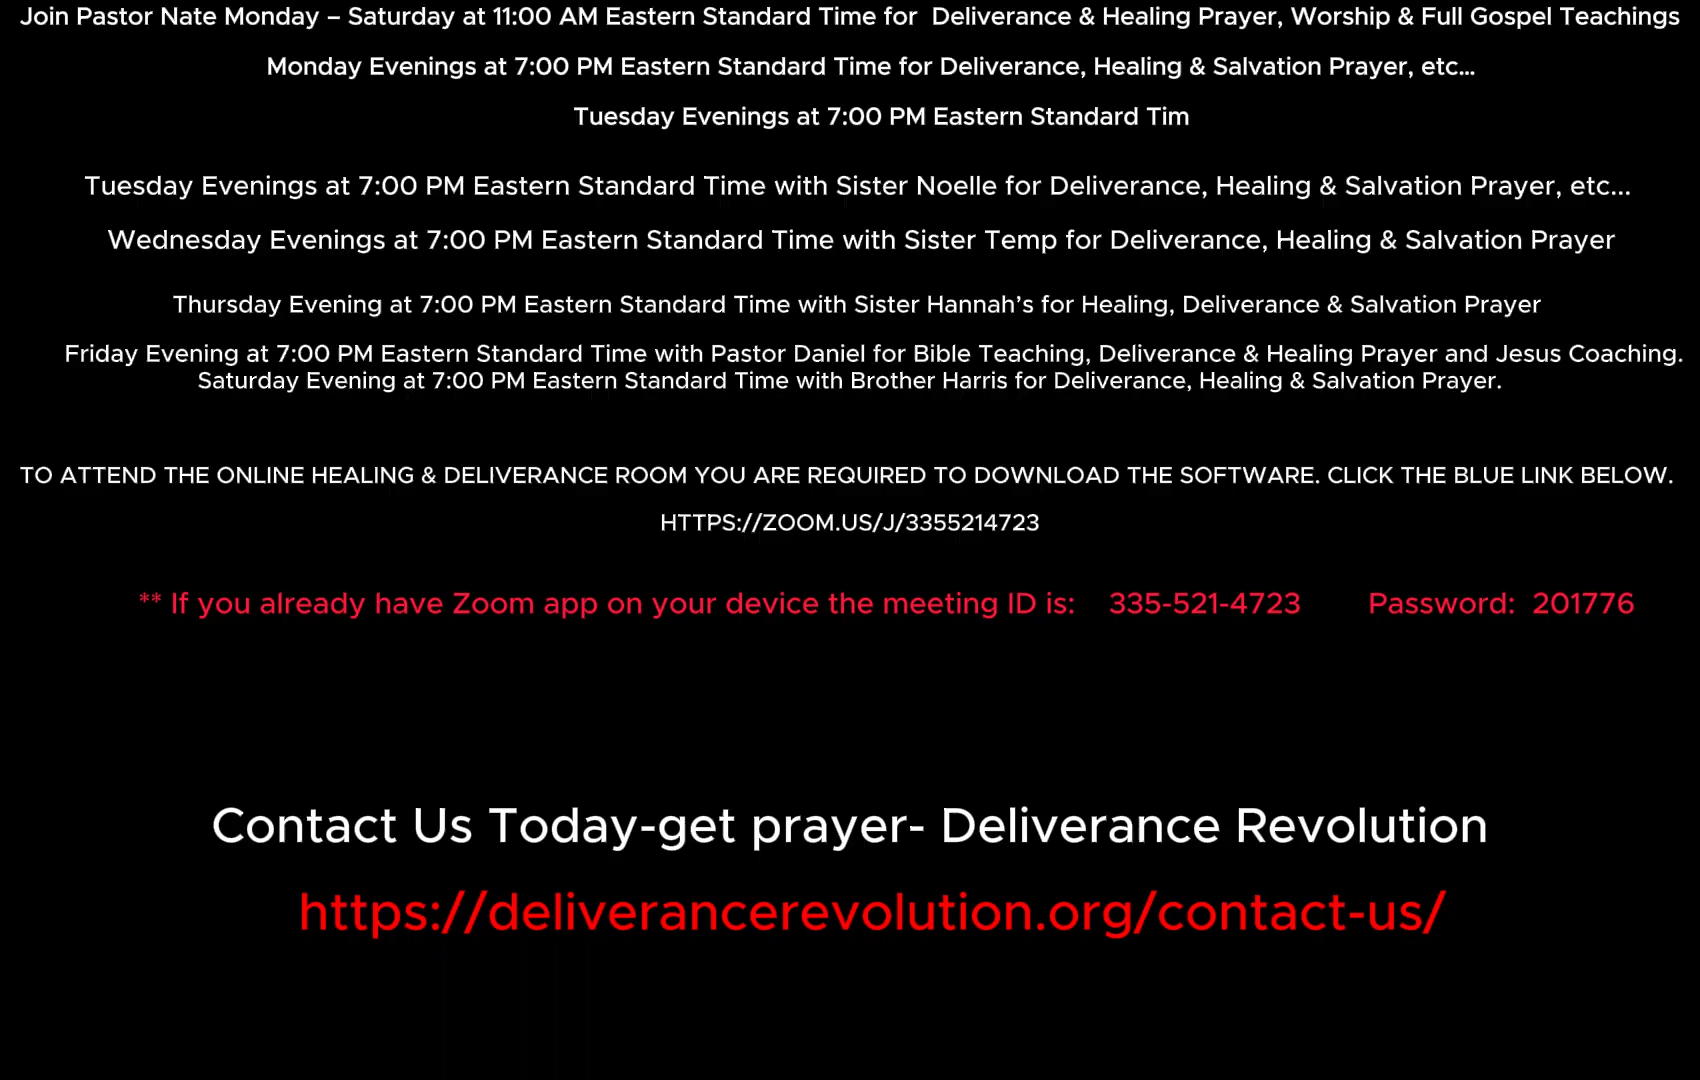 Join Pastor Nate Monday – Saturday at 11:00 AM Eastern Standard Time for  Deliverance & Healing Prayer, Worship & Full Gospel Teachings
Monday Evenings at 7:00 PM Eastern Standard Time for Deliverance, Healing & Salvation Prayer, etc...
Tuesday Evenings at 7:00 PM Eastern Standard Tim
Tuesday Evenings at 7:00 PM Eastern Standard Time with Sister Noelle for Deliverance, Healing & Salvation Prayer, etc...
Wednesday Evenings at 7:00 PM Eastern Standard Time with Sister Temp for Deliverance, Healing & Salvation Prayer
Thursday Evening at 7:00 PM Eastern Standard Time with Sister Hannah’s for Healing, Deliverance & Salvation Prayer
Friday Evening at 7:00 PM Eastern Standard Time with Pastor Daniel for Bible Teaching, Deliverance & Healing Prayer and Jesus Coaching.
Saturday Evening at 7:00 PM Eastern Standard Time with Brother Harris for Deliverance, Healing & Salvation Prayer.
TO ATTEND THE ONLINE HEALING & DELIVERANCE ROOM YOU ARE REQUIRED TO DOWNLOAD THE SOFTWARE. CLICK THE BLUE LINK BELOW.
HTTPS://ZOOM.US/J/3355214723
** If you already have Zoom app on your device the meeting ID is:    335-521-4723        Password:  201776
Contact Us Today-get prayer- Deliverance Revolution
https://deliverancerevolution.org/contact-us/